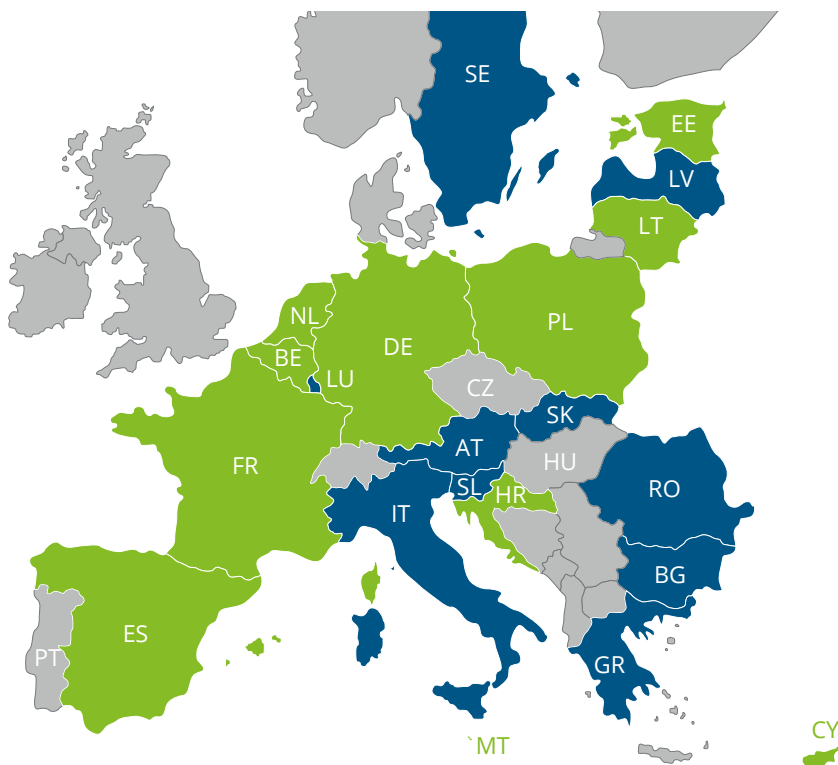 SE
EE
LV
LT
NL
PL
DE
BE
LU
CZ
SK
AT
HU
FR
SL
HR
RO
IT
BG
ES
PT
GR
CY
`MT